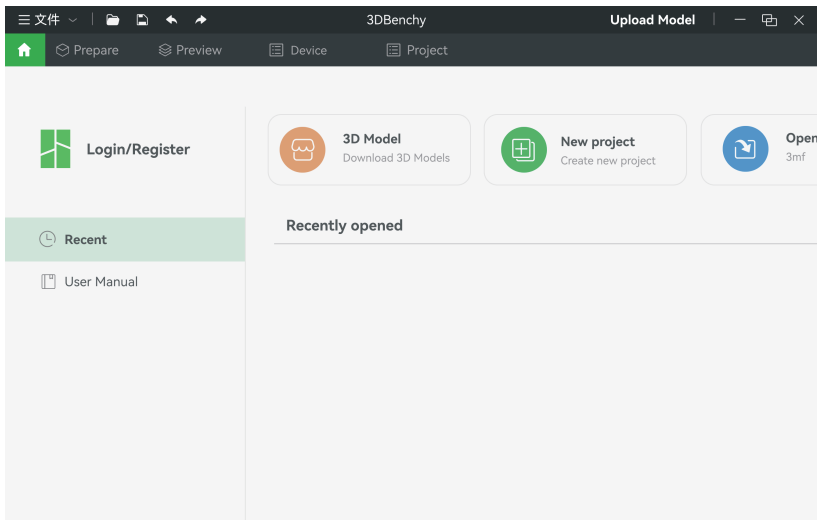 文件 3DBenchy Upload Model
Prepare Preview Device Project
Login/Register
3D Model
Download 3D Models
New project
Create new project
Open
3mf
Recently opened
Recent
User Manual